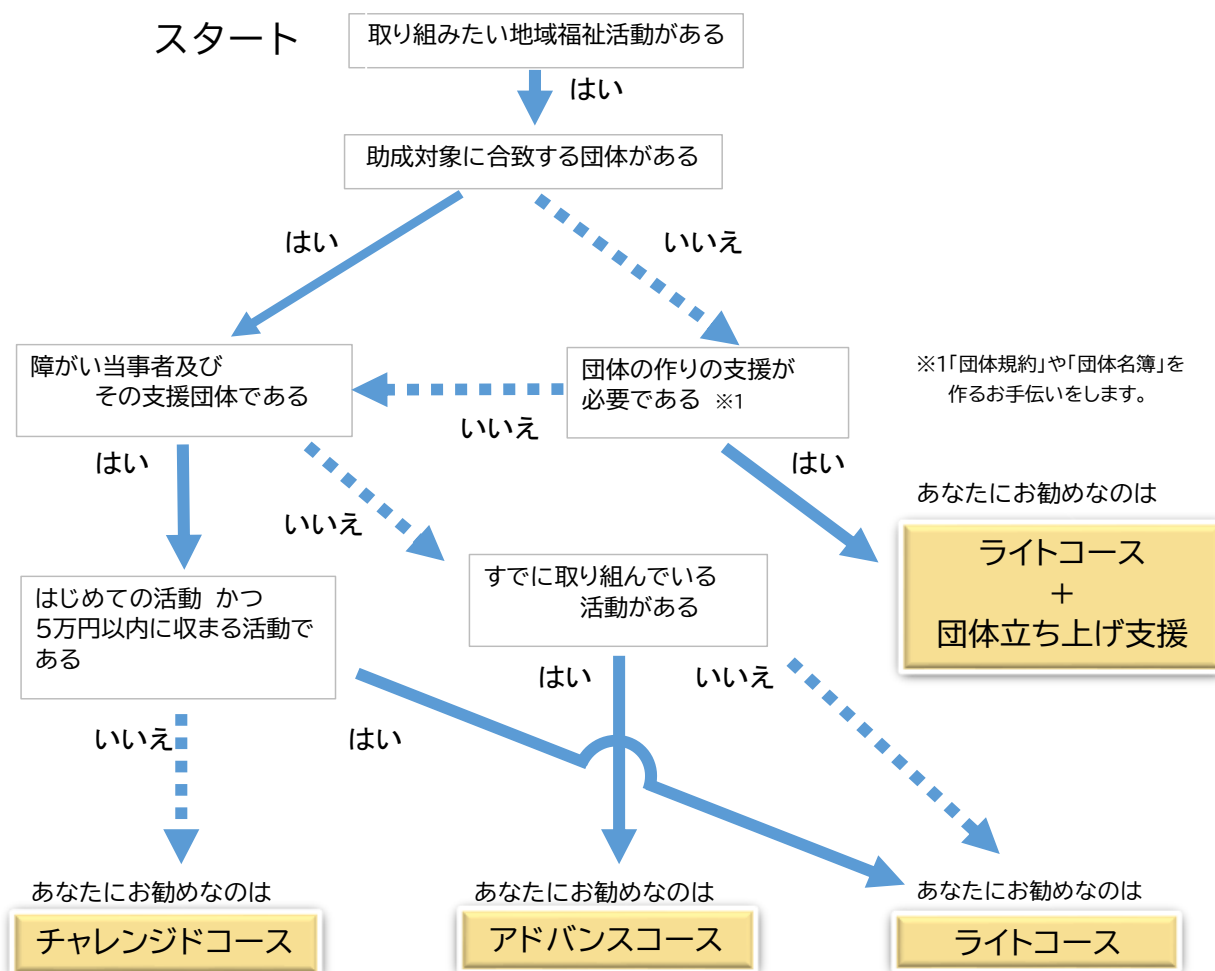 スタート
取り組みたい地域福祉活動がある
はい
助成対象に合致する団体がある
はい
いいえ
障がい当事者及び
その支援団体である
団体の作りの支援が
必要である ※1
※1「団体規約」や「団体名簿」を
作るお手伝いをします。
いいえ
はい
いいえ
はい
あなたにお勧めなのは
ライトコース
＋
団体立ち上げ支援
はじめての活動 かつ
5万円以内に収まる活動で
ある
すでに取り組んでいる
活動がある
いいえ
はい
はい
いいえ
あなたにお勧めなのは
チャレンジドコース
あなたにお勧めなのは
アドバンスコース
あなたにお勧めなのは
ライトコース